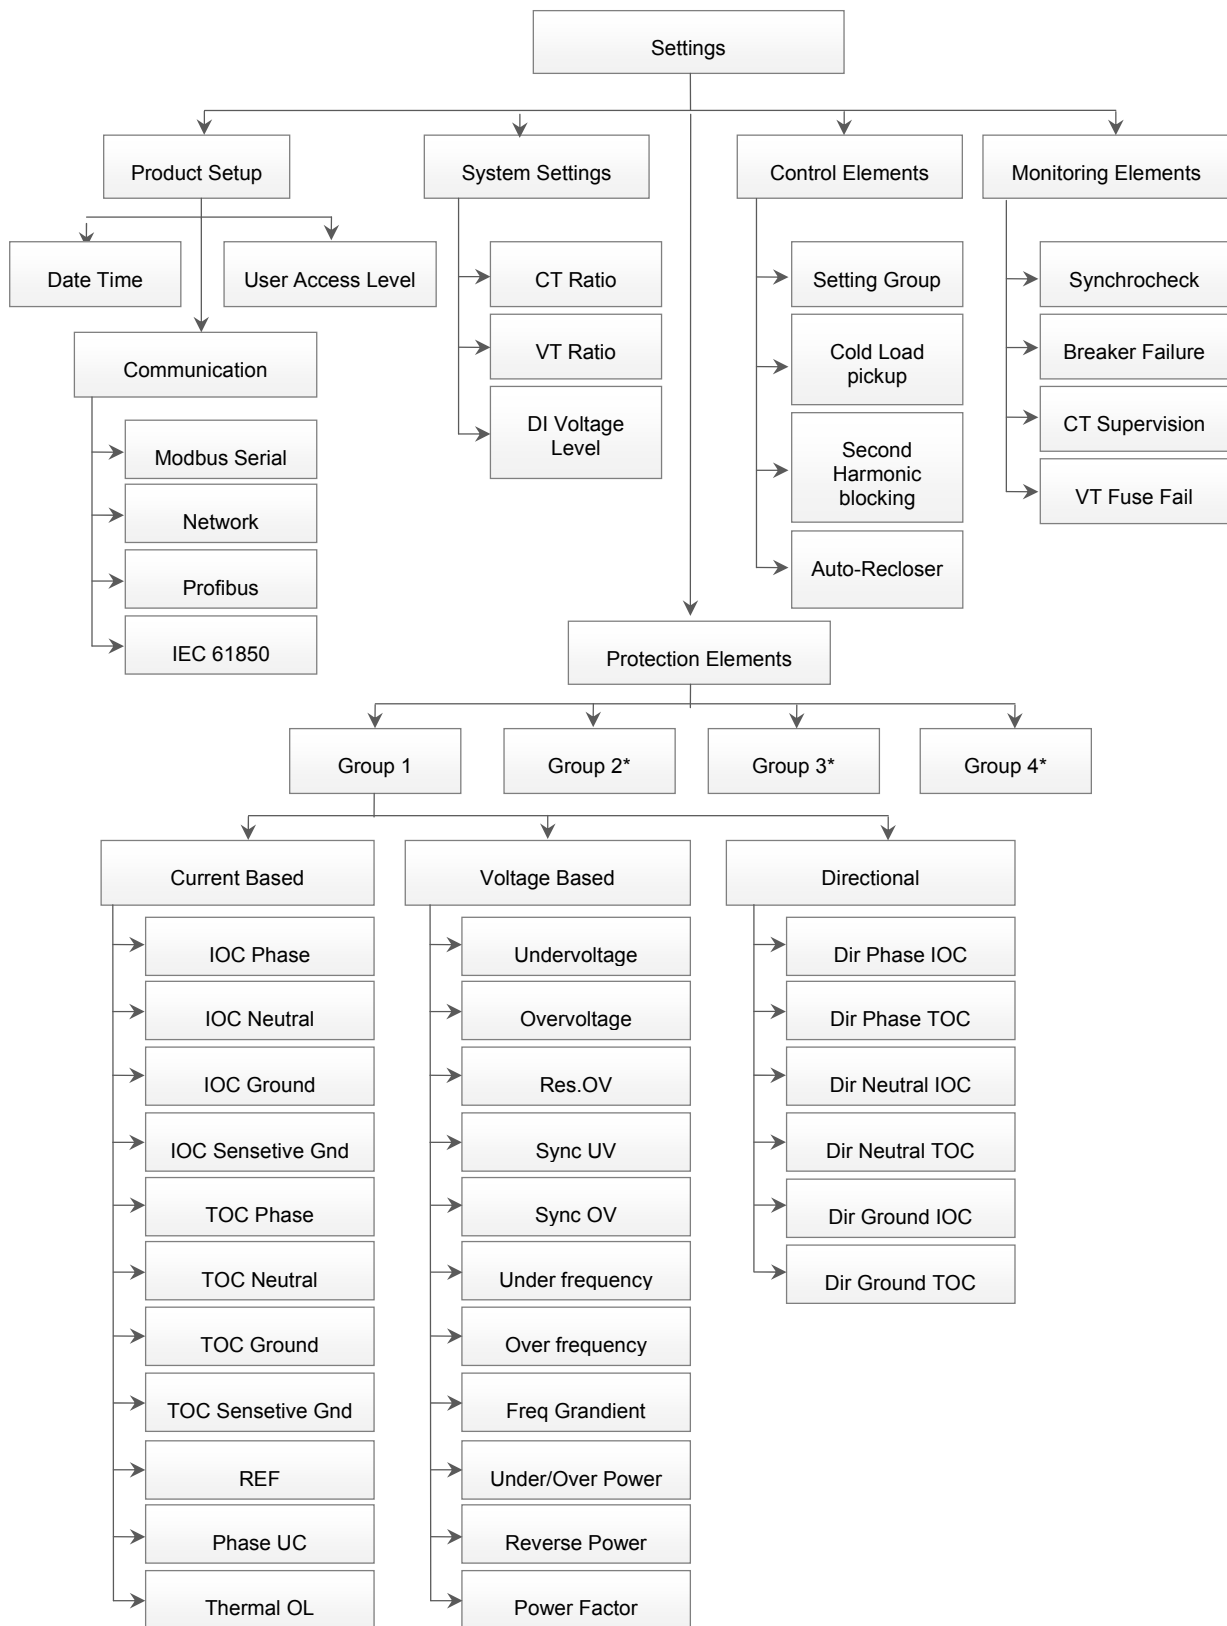 Settings
Product Setup
System Settings
Control Elements
Monitoring Elements
Date Time
User Access Level
CT Ratio
Setting Group
Synchrocheck
Communication
VT Ratio
Cold Load
pickup
Breaker Failure
Modbus Serial
DI Voltage
Level
Second
Harmonic
blocking
CT Supervision
Network
VT Fuse Fail
Profibus
Auto-Recloser
IEC 61850
Protection Elements
Group 1
Group 2*
Group 3*
Group 4*
Current Based
Voltage Based
Directional
IOC Phase
Undervoltage
Dir Phase IOC
IOC Neutral
Overvoltage
Dir Phase TOC
IOC Ground
Res.OV
Dir Neutral IOC
IOC Sensetive Gnd
Sync UV
Dir Neutral TOC
TOC Phase
Sync OV
Dir Ground IOC
TOC Neutral
Under frequency
Dir Ground TOC
TOC Ground
Over frequency
TOC Sensetive Gnd
Freq Grandient
REF
Under/Over Power
Phase UC
Reverse Power
Thermal OL
Power Factor